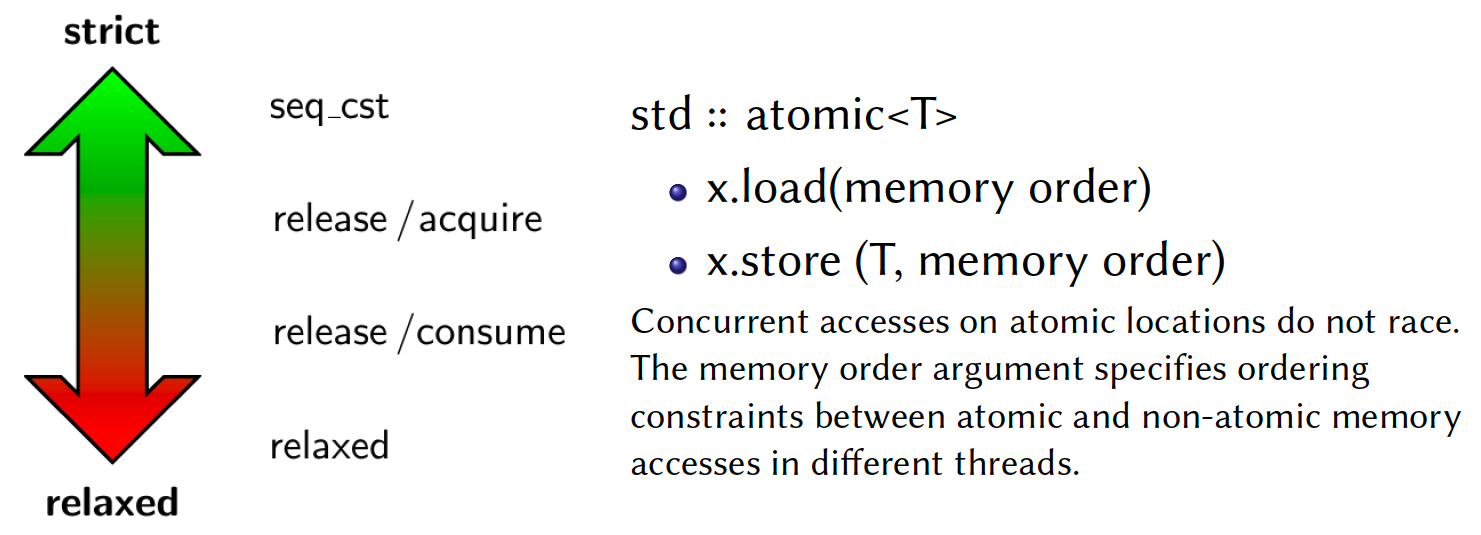 strict
seq_cst
release/acquire
release/consume
relaxed
relaxed
std :: atomic<T>
x.load(memory order)
x.store (T, memory order)
Concurrent accesses on atomic locations do not race.
The memory order argument specifies ordering
constraints between atomic and non-atomic memory
accesses in different threads.